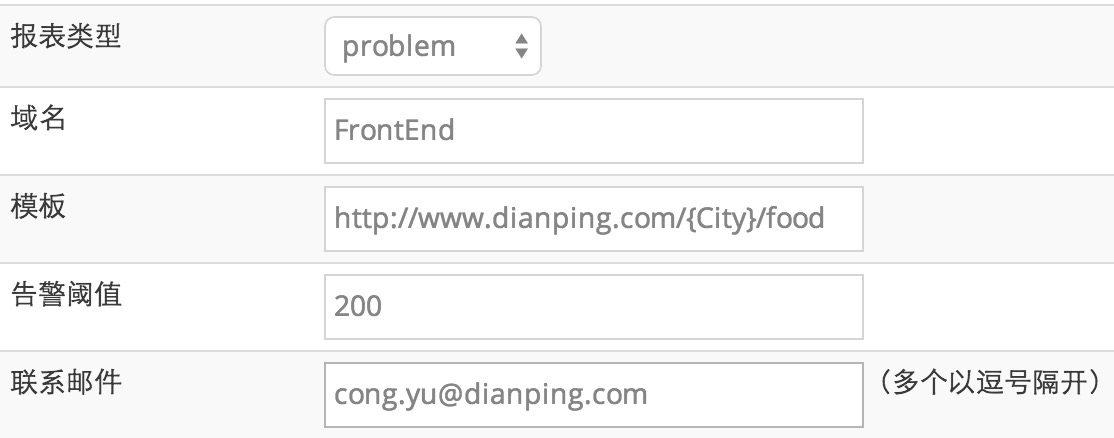 报表类型 problem
域名 FrontEnd
模板 http://www.dianping.com/{City}/food
告警阈值 200
联系邮件 cong.yu@dianping.com （多个以逗号隔开）